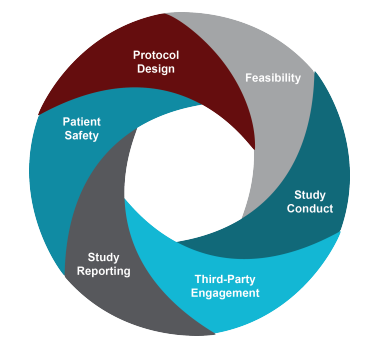 Protocol
Design
Feasibility
Study
Conduct
Third-Party
Engagement
Study
Reporting
Patient
Safety